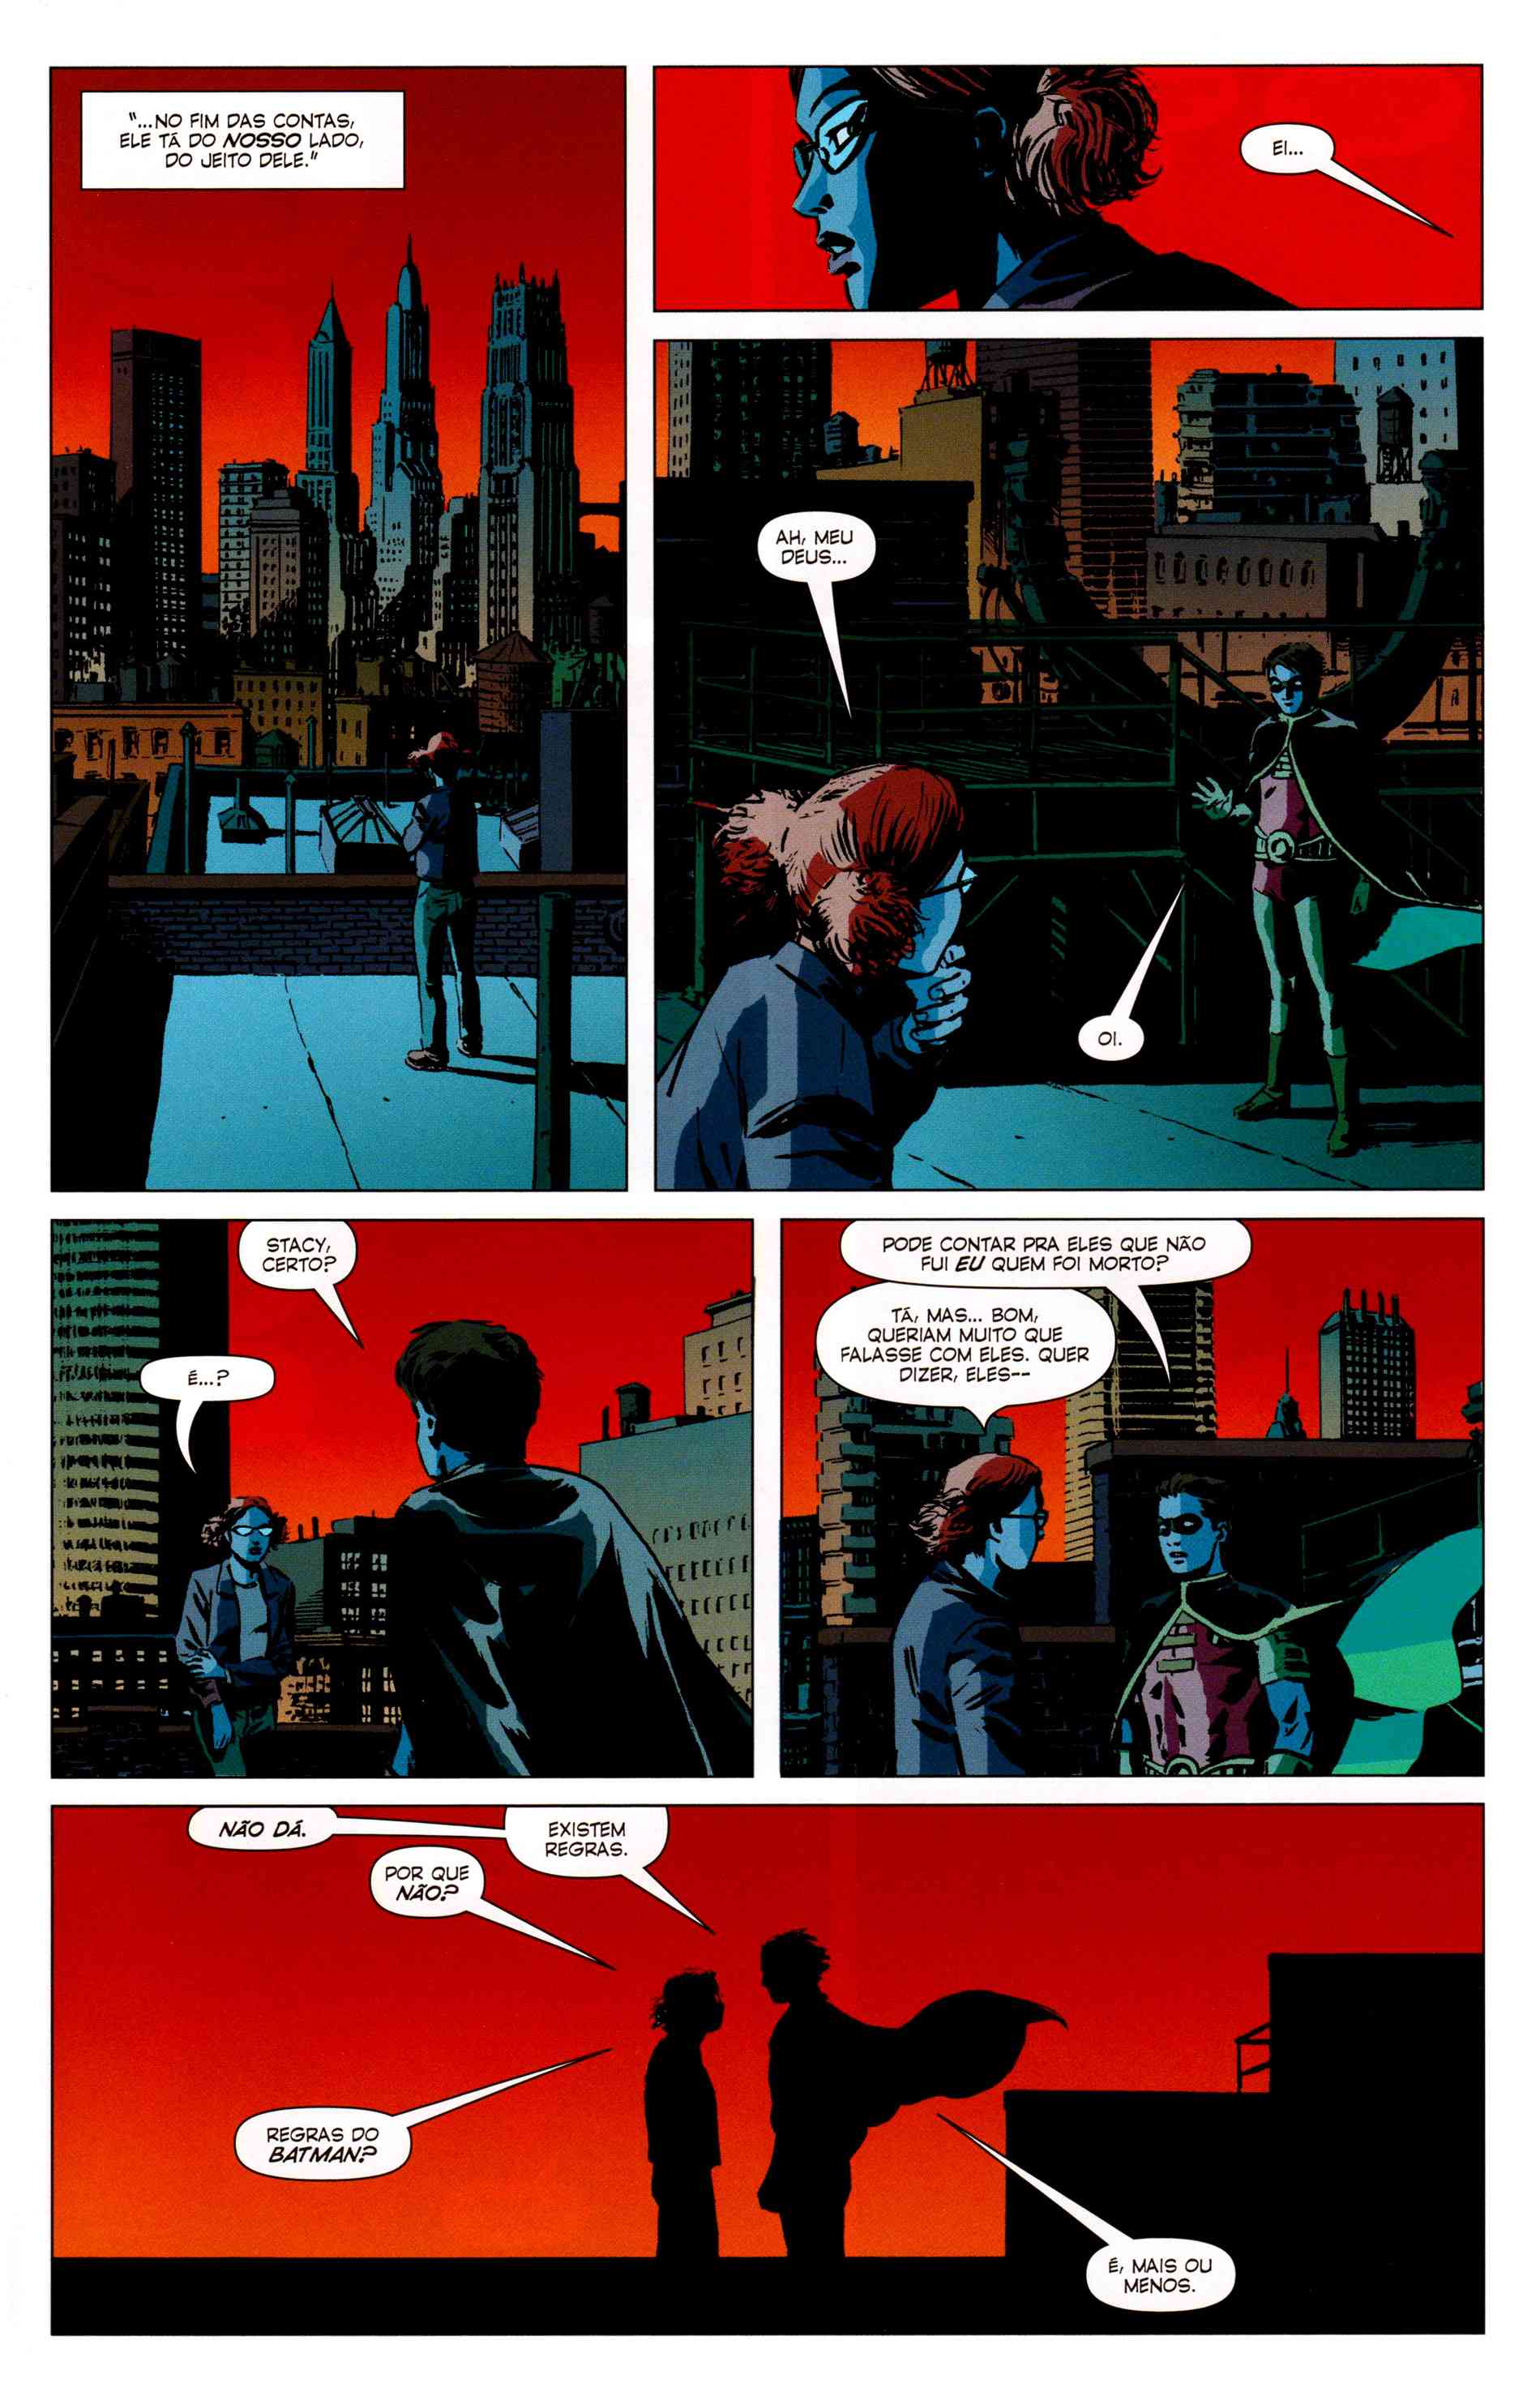 "...NO FIM DAS CONTAS,
ELE TÁ DO NOSSO LADO,
DO JEITO DELE."
EI...
AH, MEU
DEUS...
OI.
STACY,
CERTO?
É...?
PODE CONTAR PRA ELES QUE NÃO
FUI EU QUEM FOI MORTO?
TÁ, MAS... BOM,
QUERIAM MUITO QUE
FALASSE COM ELES. QUER
DIZER, ELES--
NÃO DÁ.
EXISTEM
REGRAS.
POR QUE
NÃO?
REGRAS DO
BATMAN?
É, MAIS OU
MENOS.